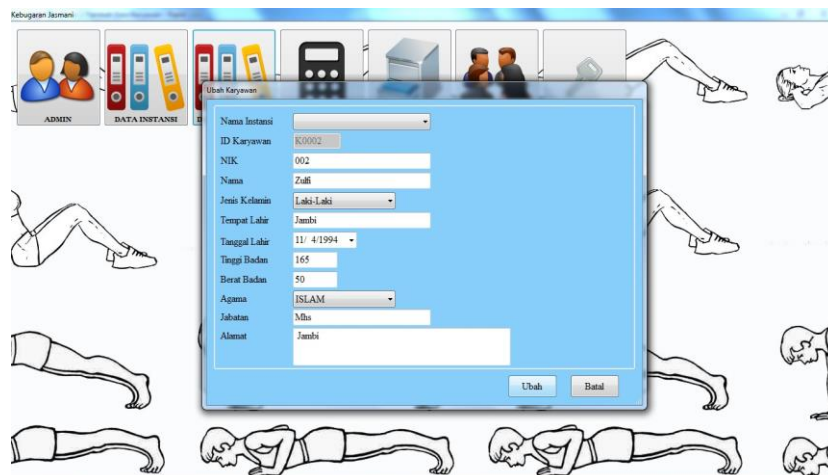 Kebugaran Jasmani
ADMIN
DATA INSTANSI
Ubah Karyawan
Nama Instansi
ID Karyawan K0002
NIK 002
Nama Zulfi
Jenis Kelamin Laki-Laki
Tempat Lahir Jambi
Tanggal Lahir 11/ 4/1994
Tinggi Badan 165
Berat Badan 50
Agama ISLAM
Jabatan Mhs
Alamat Jambi
Ubah Batal